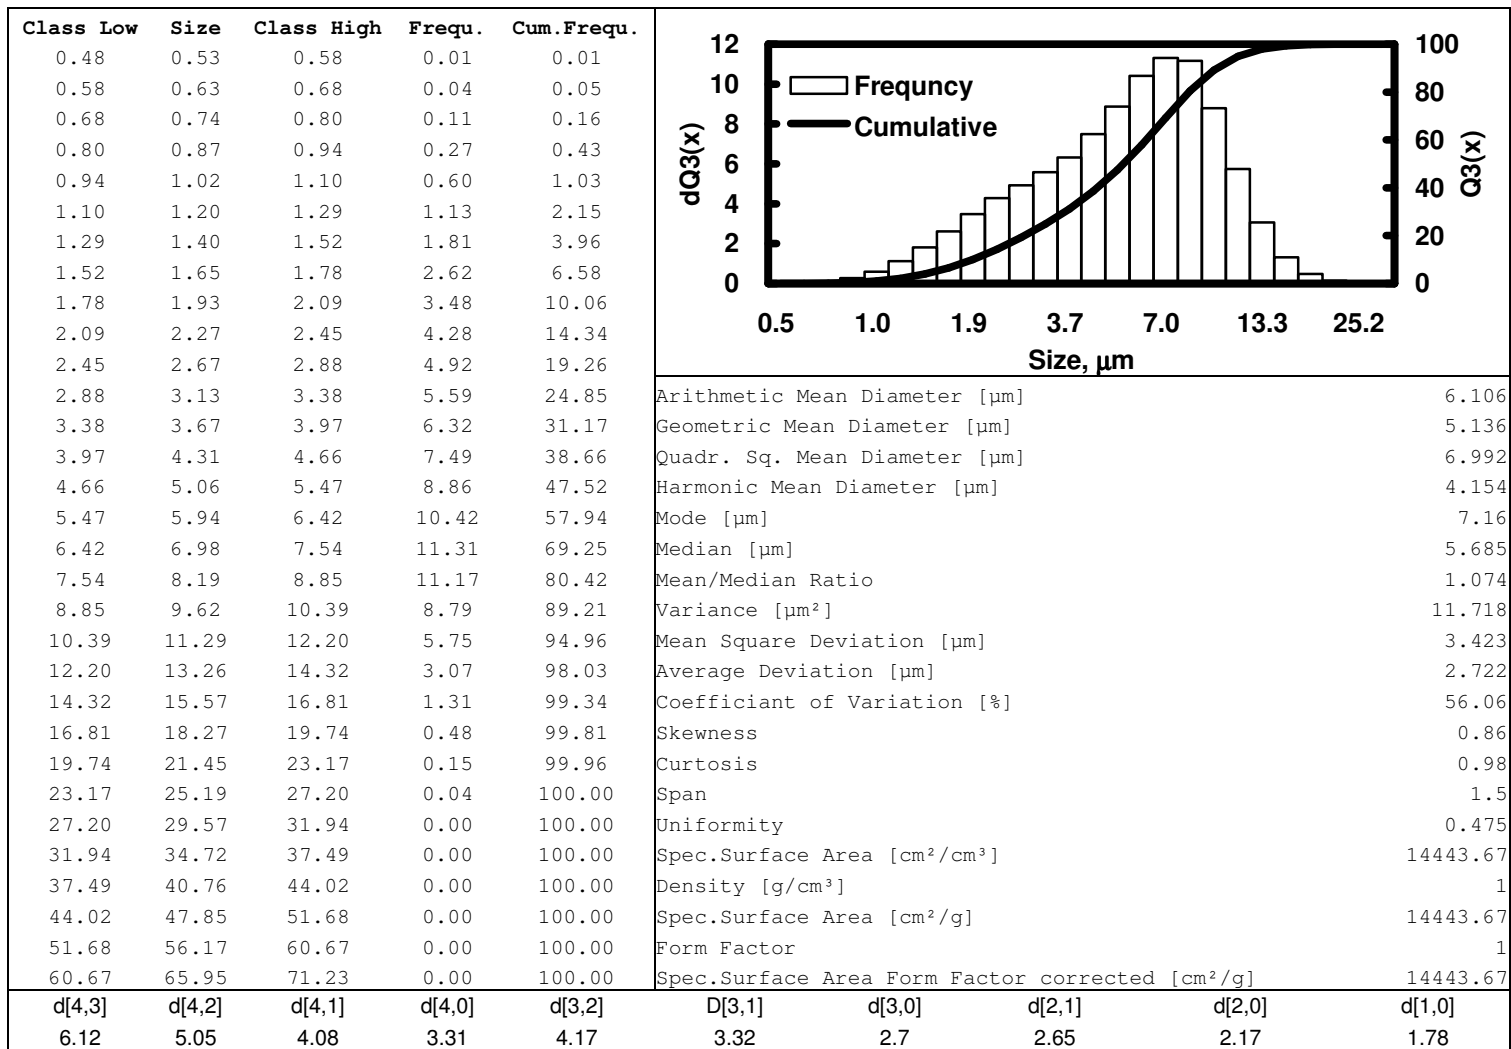 Class Low Size Class High Frequ. Cum.Frequ.
0.48 0.53 0.58 0.01 0.01
0.58 0.63 0.68 0.04 0.05
0.68 0.74 0.80 0.11 0.16
0.80 0.87 0.94 0.27 0.43
0.94 1.02 1.10 0.60 1.03
1.10 1.20 1.29 1.13 2.15
1.29 1.40 1.52 1.81 3.96
1.52 1.65 1.78 2.62 6.58
1.78 1.93 2.09 3.48 10.06
2.09 2.27 2.45 4.28 14.34
2.45 2.67 2.88 4.92 19.26
2.88 3.13 3.38 5.59 24.85
3.38 3.67 3.97 6.32 31.17
3.97 4.31 4.66 7.49 38.66
4.66 5.06 5.47 8.86 47.52
5.47 5.94 6.42 10.42 57.94
6.42 6.98 7.54 11.31 69.25
7.54 8.19 8.85 11.17 80.42
8.85 9.62 10.39 8.79 89.21
10.39 11.29 12.20 5.75 94.96
12.20 13.26 14.32 3.07 98.03
14.32 15.57 16.81 1.31 99.34
16.81 18.27 19.74 0.48 99.81
19.74 21.45 23.17 0.15 99.96
23.17 25.19 27.20 0.04 100.00
27.20 29.57 31.94 0.00 100.00
31.94 34.72 37.49 0.00 100.00
37.49 40.76 44.02 0.00 100.00
44.02 47.85 51.68 0.00 100.00
51.68 56.17 60.67 0.00 100.00
60.67 65.95 71.23 0.00 100.00
12 100
10 Frequncy 80
8 Cumulative
dQ3(x) 6 60 Q3(x)
4 40
2 20
0 0
0.5 1.0 1.9 3.7 7.0 13.3 25.2
Size, µm
Arithmetic Mean Diameter [µm] 6.106
Geometric Mean Diameter [µm] 5.136
Quadr. Sq. Mean Diameter [µm] 6.992
Harmonic Mean Diameter [µm] 4.154
Mode [µm] 7.16
Median [µm] 5.685
Mean/Median Ratio 1.074
Variance [µm²] 11.718
Mean Square Deviation [µm] 3.423
Average Deviation [µm] 2.722
Coefficiant of Variation [%] 56.06
Skewness 0.86
Curtosis 0.98
Span 1.5
Uniformity 0.475
Spec.Surface Area [cm²/cm³] 14443.67
Density [g/cm³] 1
Spec.Surface Area [cm²/g] 14443.67
Form Factor 1
Spec.Surface Area Form Factor corrected [cm²/g] 14443.67
d[4,3] d[4,2] d[4,1] d[4,0] d[3,2] D[3,1] d[3,0] d[2,1] d[2,0] d[1,0]
6.12 5.05 4.08 3.31 4.17 3.32 2.7 2.65 2.17 1.78